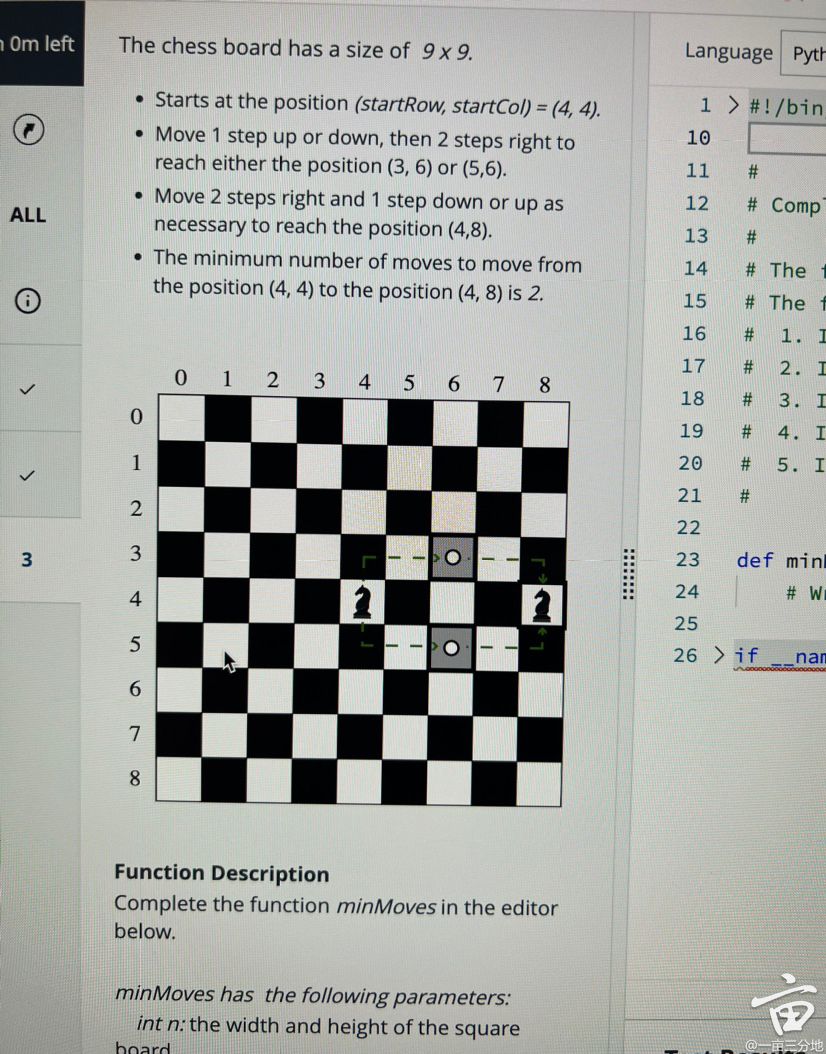 0m left
ALL
3
The chess board has a size of 9 x 9.
• Starts at the position (startRow, startCol) = (4, 4).
• Move 1 step up or down, then 2 steps right to
reach either the position (3, 6) or (5,6).
• Move 2 steps right and 1 step down or up as
necessary to reach the position (4,8).
• The minimum number of moves to move from
the position (4, 4) to the position (4, 8) is 2.
0 1 2 3 4 5 6 7 8
0
1
2
3
4
5
6
7
8
Function Description
Complete the function minMoves in the editor
below.
minMoves has the following parameters:
int n: the width and height of the square
board
Language Pyth
1 > #!/bin
10
11 #
12 # Comp
13 #
14 # The
15 # The
16 # 1. I
17 # 2. I
18 # 3. I
19 # 4. I
20 # 5. I
21 #
22
23 def min
24 # W
25
26 > if __nam
亩
@一亩三分地